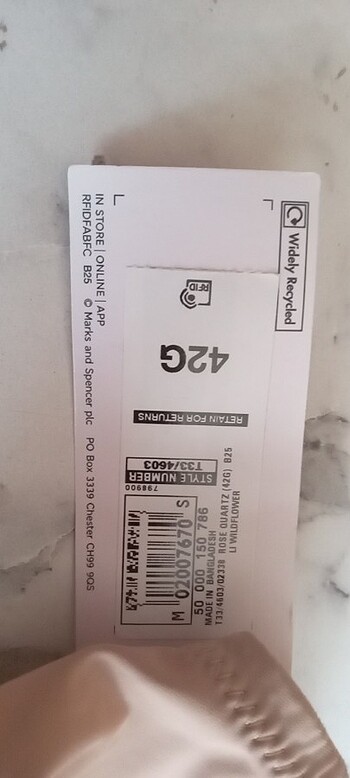 Widely Recycled
RFID
42G
RETAIN FOR RETURNS
STYLE NUMBER
T33/4603
798900
M 02007670 S
50 000 150 786
MADE IN BANGLADESH
T33/4603/0233B ROSE QUARTZ (42G) B25
LI WILDFLOWER
IN STORE | ONLINE | APP
RFIDFABFC B25 © Marks and Spencer plc PO Box 3339 Chester CH99 9QS